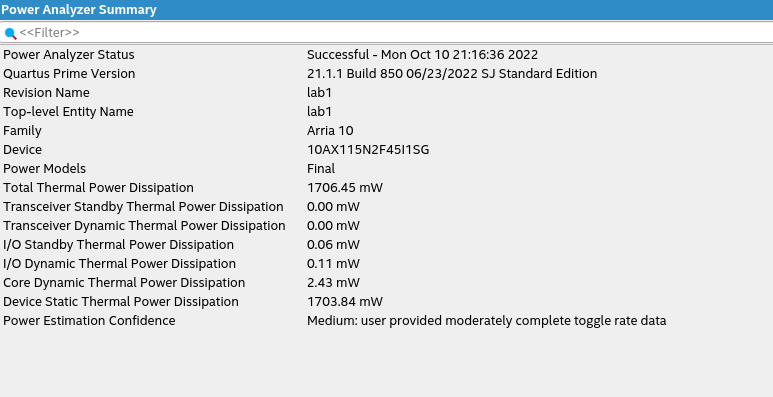 Power Analyzer Summary
<<Filter>>
Power Analyzer Status Successful - Mon Oct 10 21:16:36 2022
Quartus Prime Version 21.1.1 Build 850 06/23/2022 SJ Standard Edition
Revision Name lab1
Top-level Entity Name lab1
Family Arria 10
Device 10AX115N2F45I1SG
Power Models Final
Total Thermal Power Dissipation 1706.45 mW
Transceiver Standby Thermal Power Dissipation 0.00 mW
Transceiver Dynamic Thermal Power Dissipation 0.00 mW
I/O Standby Thermal Power Dissipation 0.06 mW
I/O Dynamic Thermal Power Dissipation 0.11 mW
Core Dynamic Thermal Power Dissipation 2.43 mW
Device Static Thermal Power Dissipation 1703.84 mW
Power Estimation Confidence Medium: user provided moderately complete toggle rate data